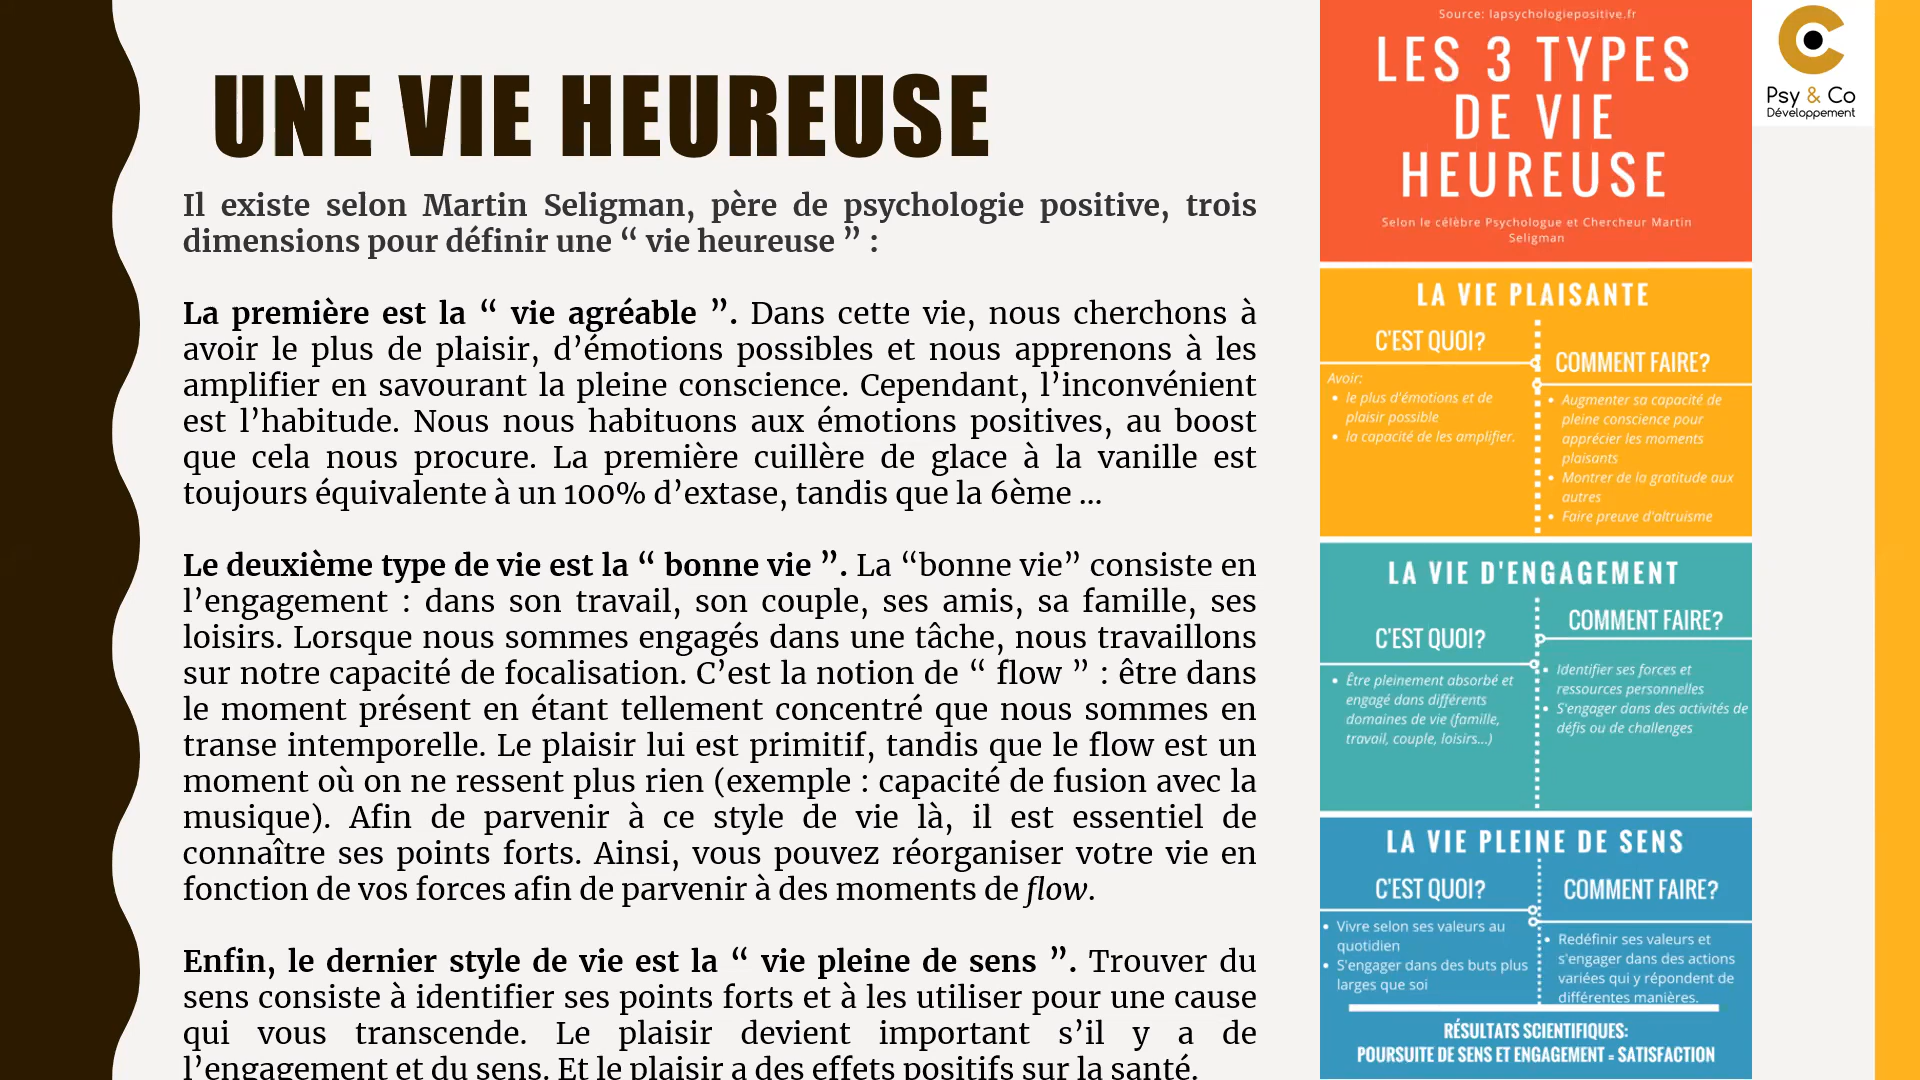 UNE VIE HEUREUSE
Il existe selon Martin Seligman, père de psychologie positive, trois
dimensions pour définir une “ vie heureuse ” :
La première est la “ vie agréable ”. Dans cette vie, nous cherchons à
avoir le plus de plaisir, d’émotions possibles et nous apprenons à les
amplifier en savourant la pleine conscience. Cependant, l’inconvénient
est l’habitude. Nous nous habituons aux émotions positives, au boost
que cela nous procure. La première cuillère de glace à la vanille est
toujours équivalente à un 100% d’extase, tandis que la 6ème ...
Le deuxième type de vie est la “ bonne vie ”. La “bonne vie” consiste en
l’engagement : dans son travail, son couple, ses amis, sa famille, ses
loisirs. Lorsque nous sommes engagés dans une tâche, nous travaillons
sur notre capacité de focalisation. C’est la notion de “ flow ” : être dans
le moment présent en étant tellement concentré que nous sommes en
transe intemporelle. Le plaisir lui est primitif, tandis que le flow est un
moment où on ne ressent plus rien (exemple : capacité de fusion avec la
musique). Afin de parvenir à ce style de vie là, il est essentiel de
connaître ses points forts. Ainsi, vous pouvez réorganiser votre vie en
fonction de vos forces afin de parvenir à des moments de flow.
Enfin, le dernier style de vie est la “ vie pleine de sens ”. Trouver du
sens consiste à identifier ses points forts et à les utiliser pour une cause
qui vous transcende. Le plaisir devient important s’il y a de
l’engagement et du sens. Et le plaisir a des effets positifs sur la santé.
Source: lapsychologiepositive.fr
LES 3 TYPES
DE VIE
HEUREUSE
Selon le célèbre Psychologue et Chercheur Martin
Seligman
LA VIE PLAISANTE
C'EST QUOI?
Avoir:
• le plus d'émotions et de
plaisir possible
• la capacité de les amplifier.
COMMENT FAIRE?
• Augmenter sa capacité de
pleine conscience pour
apprécier les moments
plaisants
• Montrer de la gratitude aux
autres
• Faire preuve d'altruisme
LA VIE D'ENGAGEMENT
C'EST QUOI?
• Être pleinement absorbé et
engagé dans différents
domaines de vie (famille,
travail, couple, loisirs...)
COMMENT FAIRE?
• Identifier ses forces et
ressources personnelles
• S'engager dans des activités de
défis ou de challenges
LA VIE PLEINE DE SENS
C'EST QUOI?
• Vivre selon ses valeurs au
quotidien
• S'engager dans des buts plus
larges que soi
COMMENT FAIRE?
• Redéfinir ses valeurs et
s'engager dans des actions
variées qui y répondent de
différentes manières.
RÉSULTATS SCIENTIFIQUES:
POURSUITE DE SENS ET ENGAGEMENT = SATISFACTION
Psy & Co
Développement